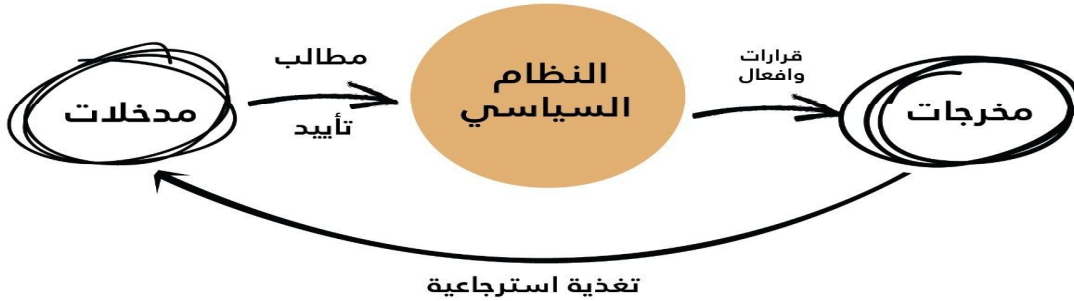 مدخلات
مطالب
تأييد
النظام
السياسي
قرارات
وافعال
مخرجات
تغذية استرجاعية